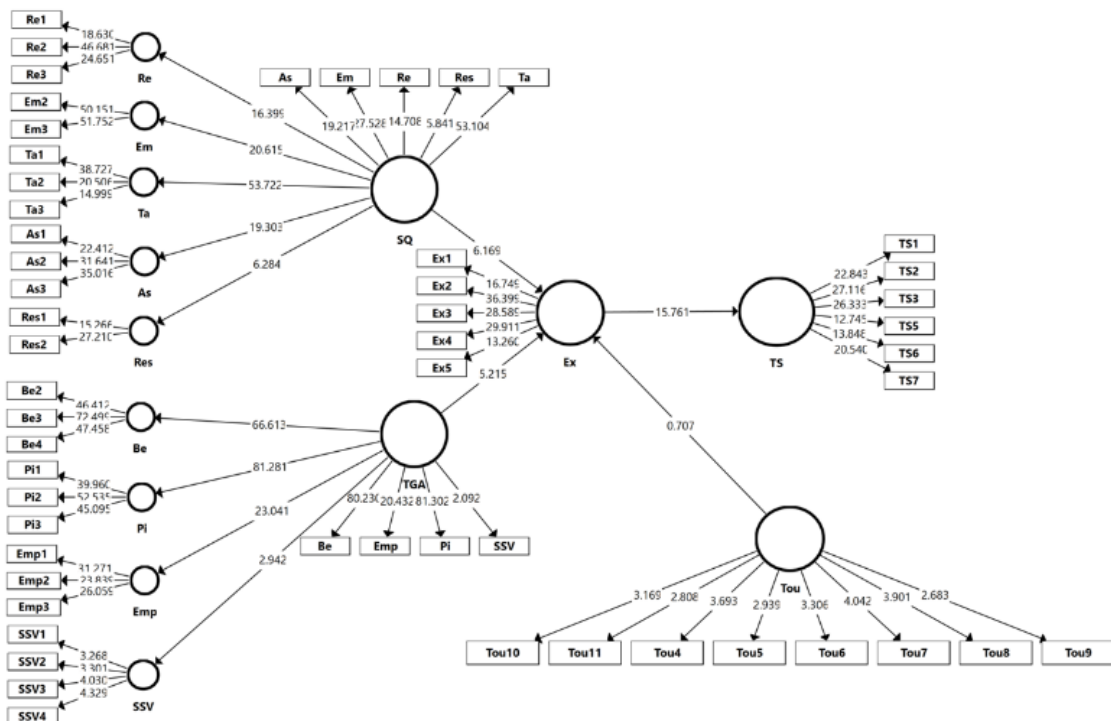 Re1
18.630
Re2
46.681
Re3
24.651
Re
Em2
50.151
Em3
51.752
Em
Ta1
38.727
Ta2
20.506
Ta3
14.999
Ta
As1
22.412
As2
31.641
As3
35.016
As
Res1
15.266
Res2
27.210
Res
16.399
20.615
53.722
19.303
6.284
As
Em
Re
Res
Ta
19.217
27.528
14.708
5.841
53.104
SQ
6.169
Ex1
16.749
Ex2
36.399
Ex3
28.589
Ex4
29.911
Ex5
13.260
Ex
5.215
15.761
TS
TS1
22.843
TS2
27.116
TS3
26.333
TS5
12.745
TS6
13.848
TS7
20.540
0.707
Be2
46.412
Be3
72.499
Be4
47.458
Be
Pi1
39.960
Pi2
52.535
Pi3
45.095
Pi
Emp1
31.271
Emp2
23.839
Emp3
26.059
Emp
SSV1
3.268
SSV2
3.301
SSV3
4.030
SSV4
4.329
SSV
66.613
81.281
23.041
2.942
TGA
80.230
20.432
81.302
2.092
Be
Emp
Pi
SSV
Tou
3.169
2.808
3.693
2.939
3.306
4.042
3.901
2.683
Tou10
Tou11
Tou4
Tou5
Tou6
Tou7
Tou8
Tou9